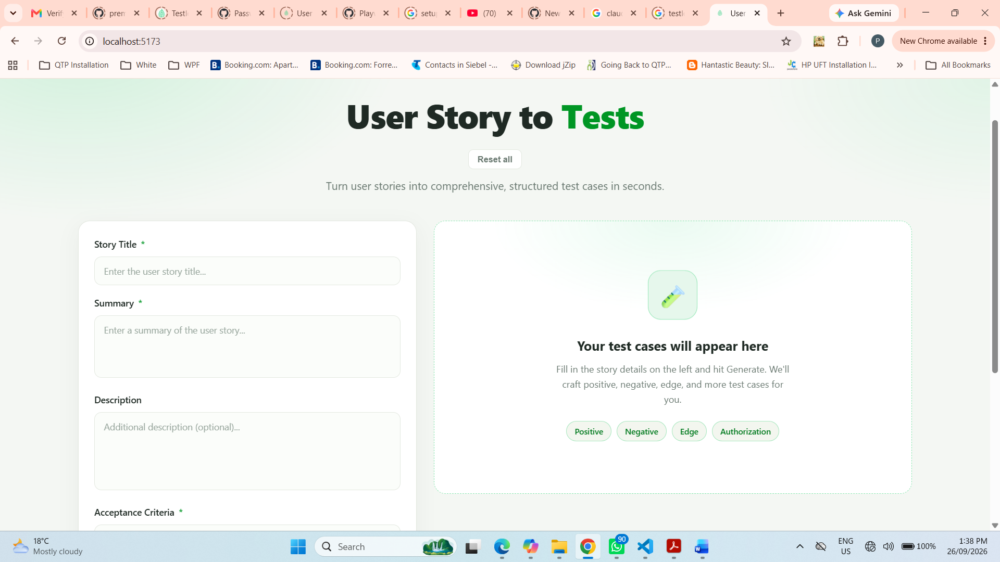 Verify
prem
Testle
Pass
User
Play
setup
(70)
New
clau
testle
User
Ask Gemini
localhost:5173
P
New Chrome available
QTP Installation
White
WPF
B. Booking.com: Apart...
B. Booking.com: Forre...
Contacts in Siebel -...
Download jZip
Going Back to QTP...
Hantastic Beauty: SI...
HP UFT Installation I...
All Bookmarks
User Story to Tests
Reset all
Turn user stories into comprehensive, structured test cases in seconds.
Story Title *
Enter the user story title...
Summary *
Enter a summary of the user story...
Description
Additional description (optional)...
Acceptance Criteria *
Your test cases will appear here
Fill in the story details on the left and hit Generate. We'll
craft positive, negative, edge, and more test cases for
you.
Positive
Negative
Edge
Authorization
18°C
Mostly cloudy
Search
90
ENG
US
100%
1:38 PM
26/09/2026